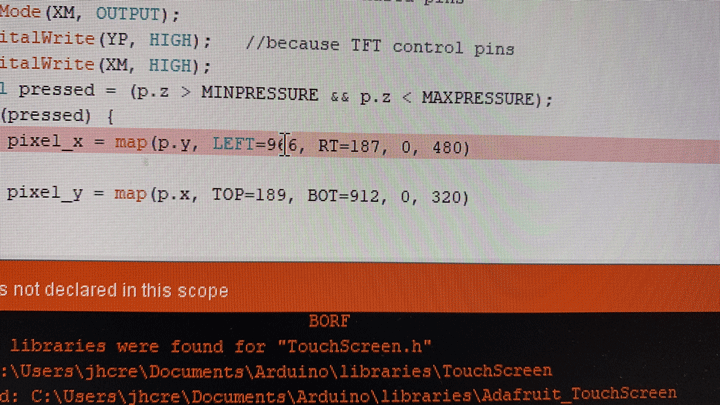 Mode(XM, OUTPUT);
italWrite(YP, HIGH); //because TFT control pins
italWrite(XM, HIGH);
l pressed = (p.z > MINPRESSURE && p.z < MAXPRESSURE);
(pressed) {
pixel_x = map(p.y, LEFT=966, RT=187, 0, 480)
pixel_y = map(p.x, TOP=189, BOT=912, 0, 320)
s not declared in this scope
BORF
libraries were found for "TouchScreen.h"
:\Users\jhcre\Documents\Arduino\libraries\TouchScreen
d: C:\Users\jhcre\Documents\Arduino\libraries\Adafruit_TouchScreen